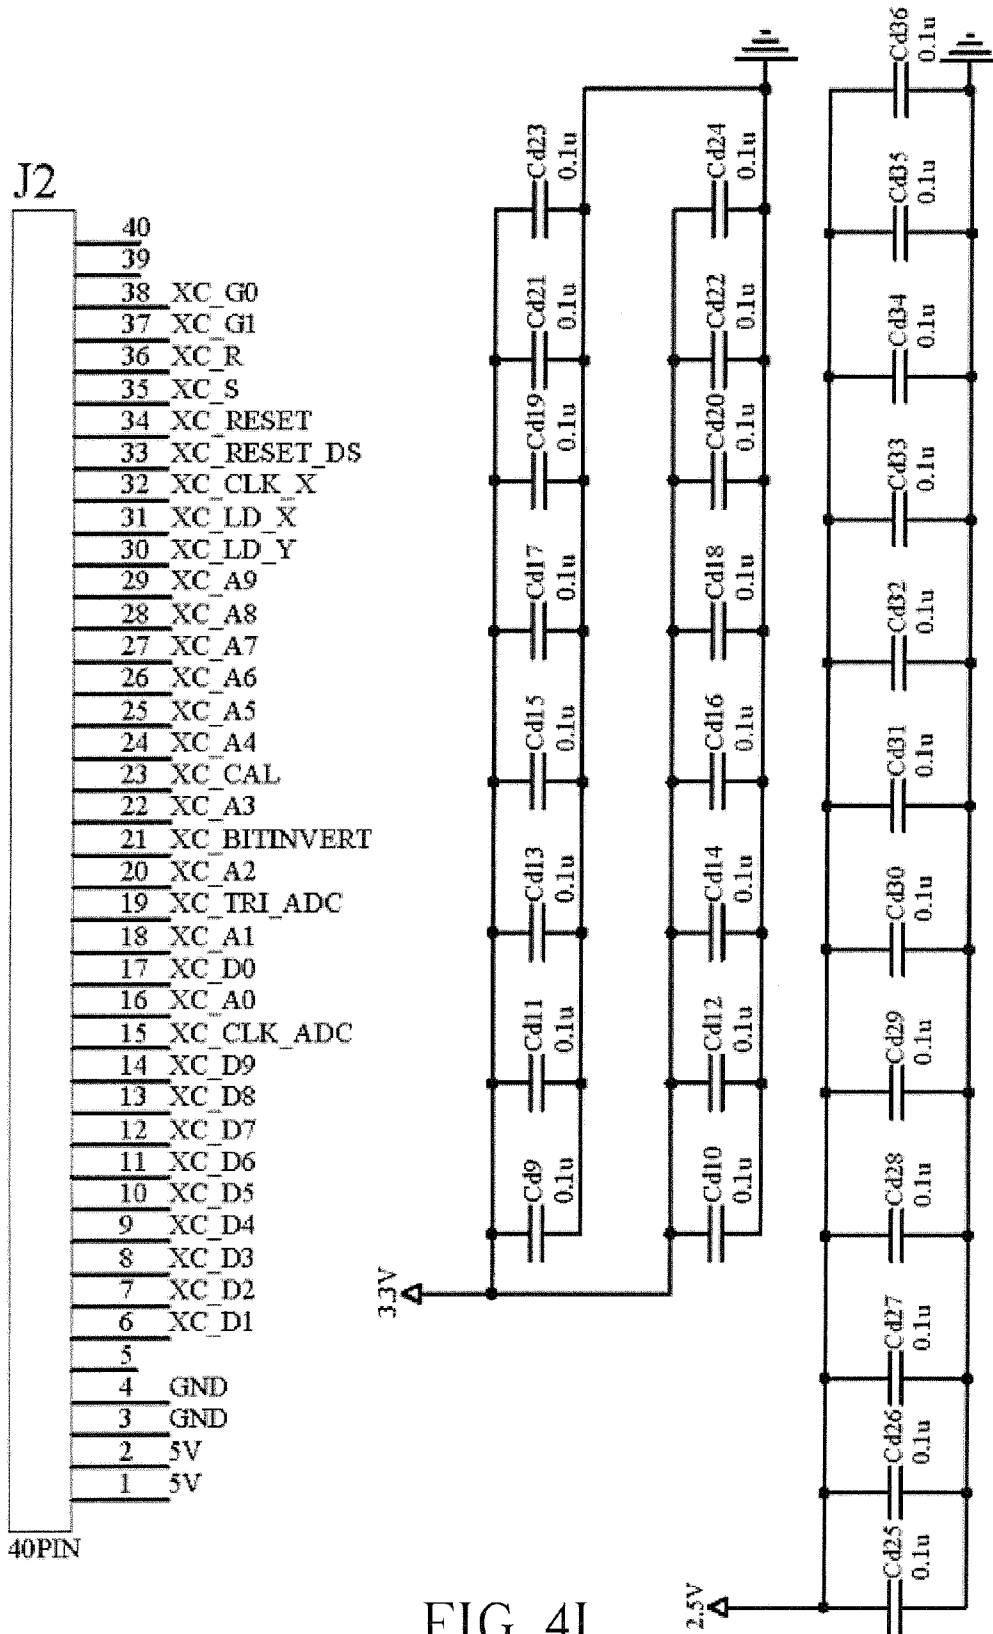 J2
40
39
38 XC_G0
37 XC_G1
36 XC_R
35 XC_S
34 XC_RESET
33 XC_RESET_DS
32 XC_CLK_X
31 XC_LD_X
30 XC_LD_Y
29 XC_A9
28 XC_A8
27 XC_A7
26 XC_A6
25 XC_A5
24 XC_A4
23 XC_CAL
22 XC_A3
21 XC_BITINVERT
20 XC_A2
19 XC_TRI_ADC
18 XC_A1
17 XC_D0
16 XC_A0
15 XC_CLK_ADC
14 XC_D9
13 XC_D8
12 XC_D7
11 XC_D6
10 XC_D5
9 XC_D4
8 XC_D3
7 XC_D2
6 XC_D1
5
4 GND
3 GND
2 5V
1 5V
40PIN
3.3V
Cd9
0.1u
Cd11
0.1u
Cd13
0.1u
Cd15
0.1u
Cd17
0.1u
Cd19
0.1u
Cd21
0.1u
Cd23
0.1u
Cd10
0.1u
Cd12
0.1u
Cd14
0.1u
Cd16
0.1u
Cd18
0.1u
Cd20
0.1u
Cd22
0.1u
Cd24
0.1u
2.5V
Cd25
0.1u
Cd26
0.1u
Cd27
0.1u
Cd28
0.1u
Cd29
0.1u
Cd30
0.1u
Cd31
0.1u
Cd32
0.1u
Cd33
0.1u
Cd34
0.1u
Cd35
0.1u
Cd36
0.1u